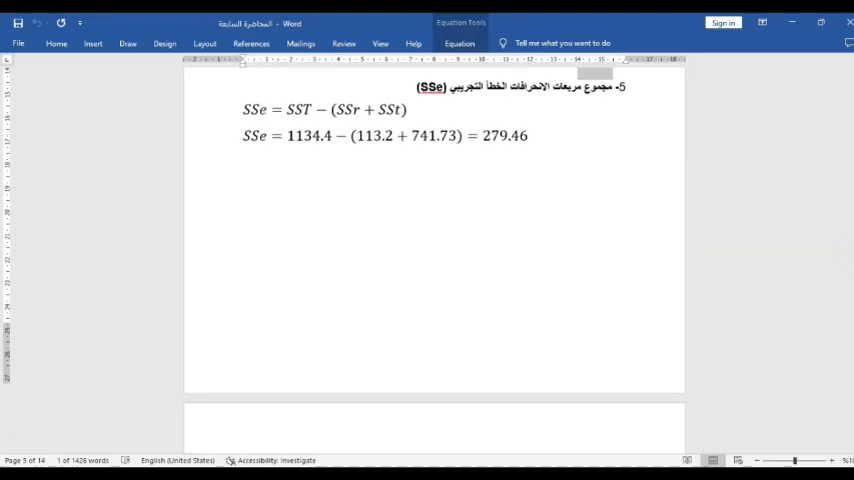 المحاضرة السابعة - Word
Equation Tools
Sign in
File Home Insert Draw Design Layout References Mailings Review View Help Equation Tell me what you want to do
5- مجموع مربعات الانحرافات الخطأ التجريبي (SSe)
SSe = SST − (SSr + SSt)
SSe = 1134.4 − (113.2 + 741.73) = 279.46
Page 5 of 14 1 of 1426 words English (United States) Accessibility: Investigate